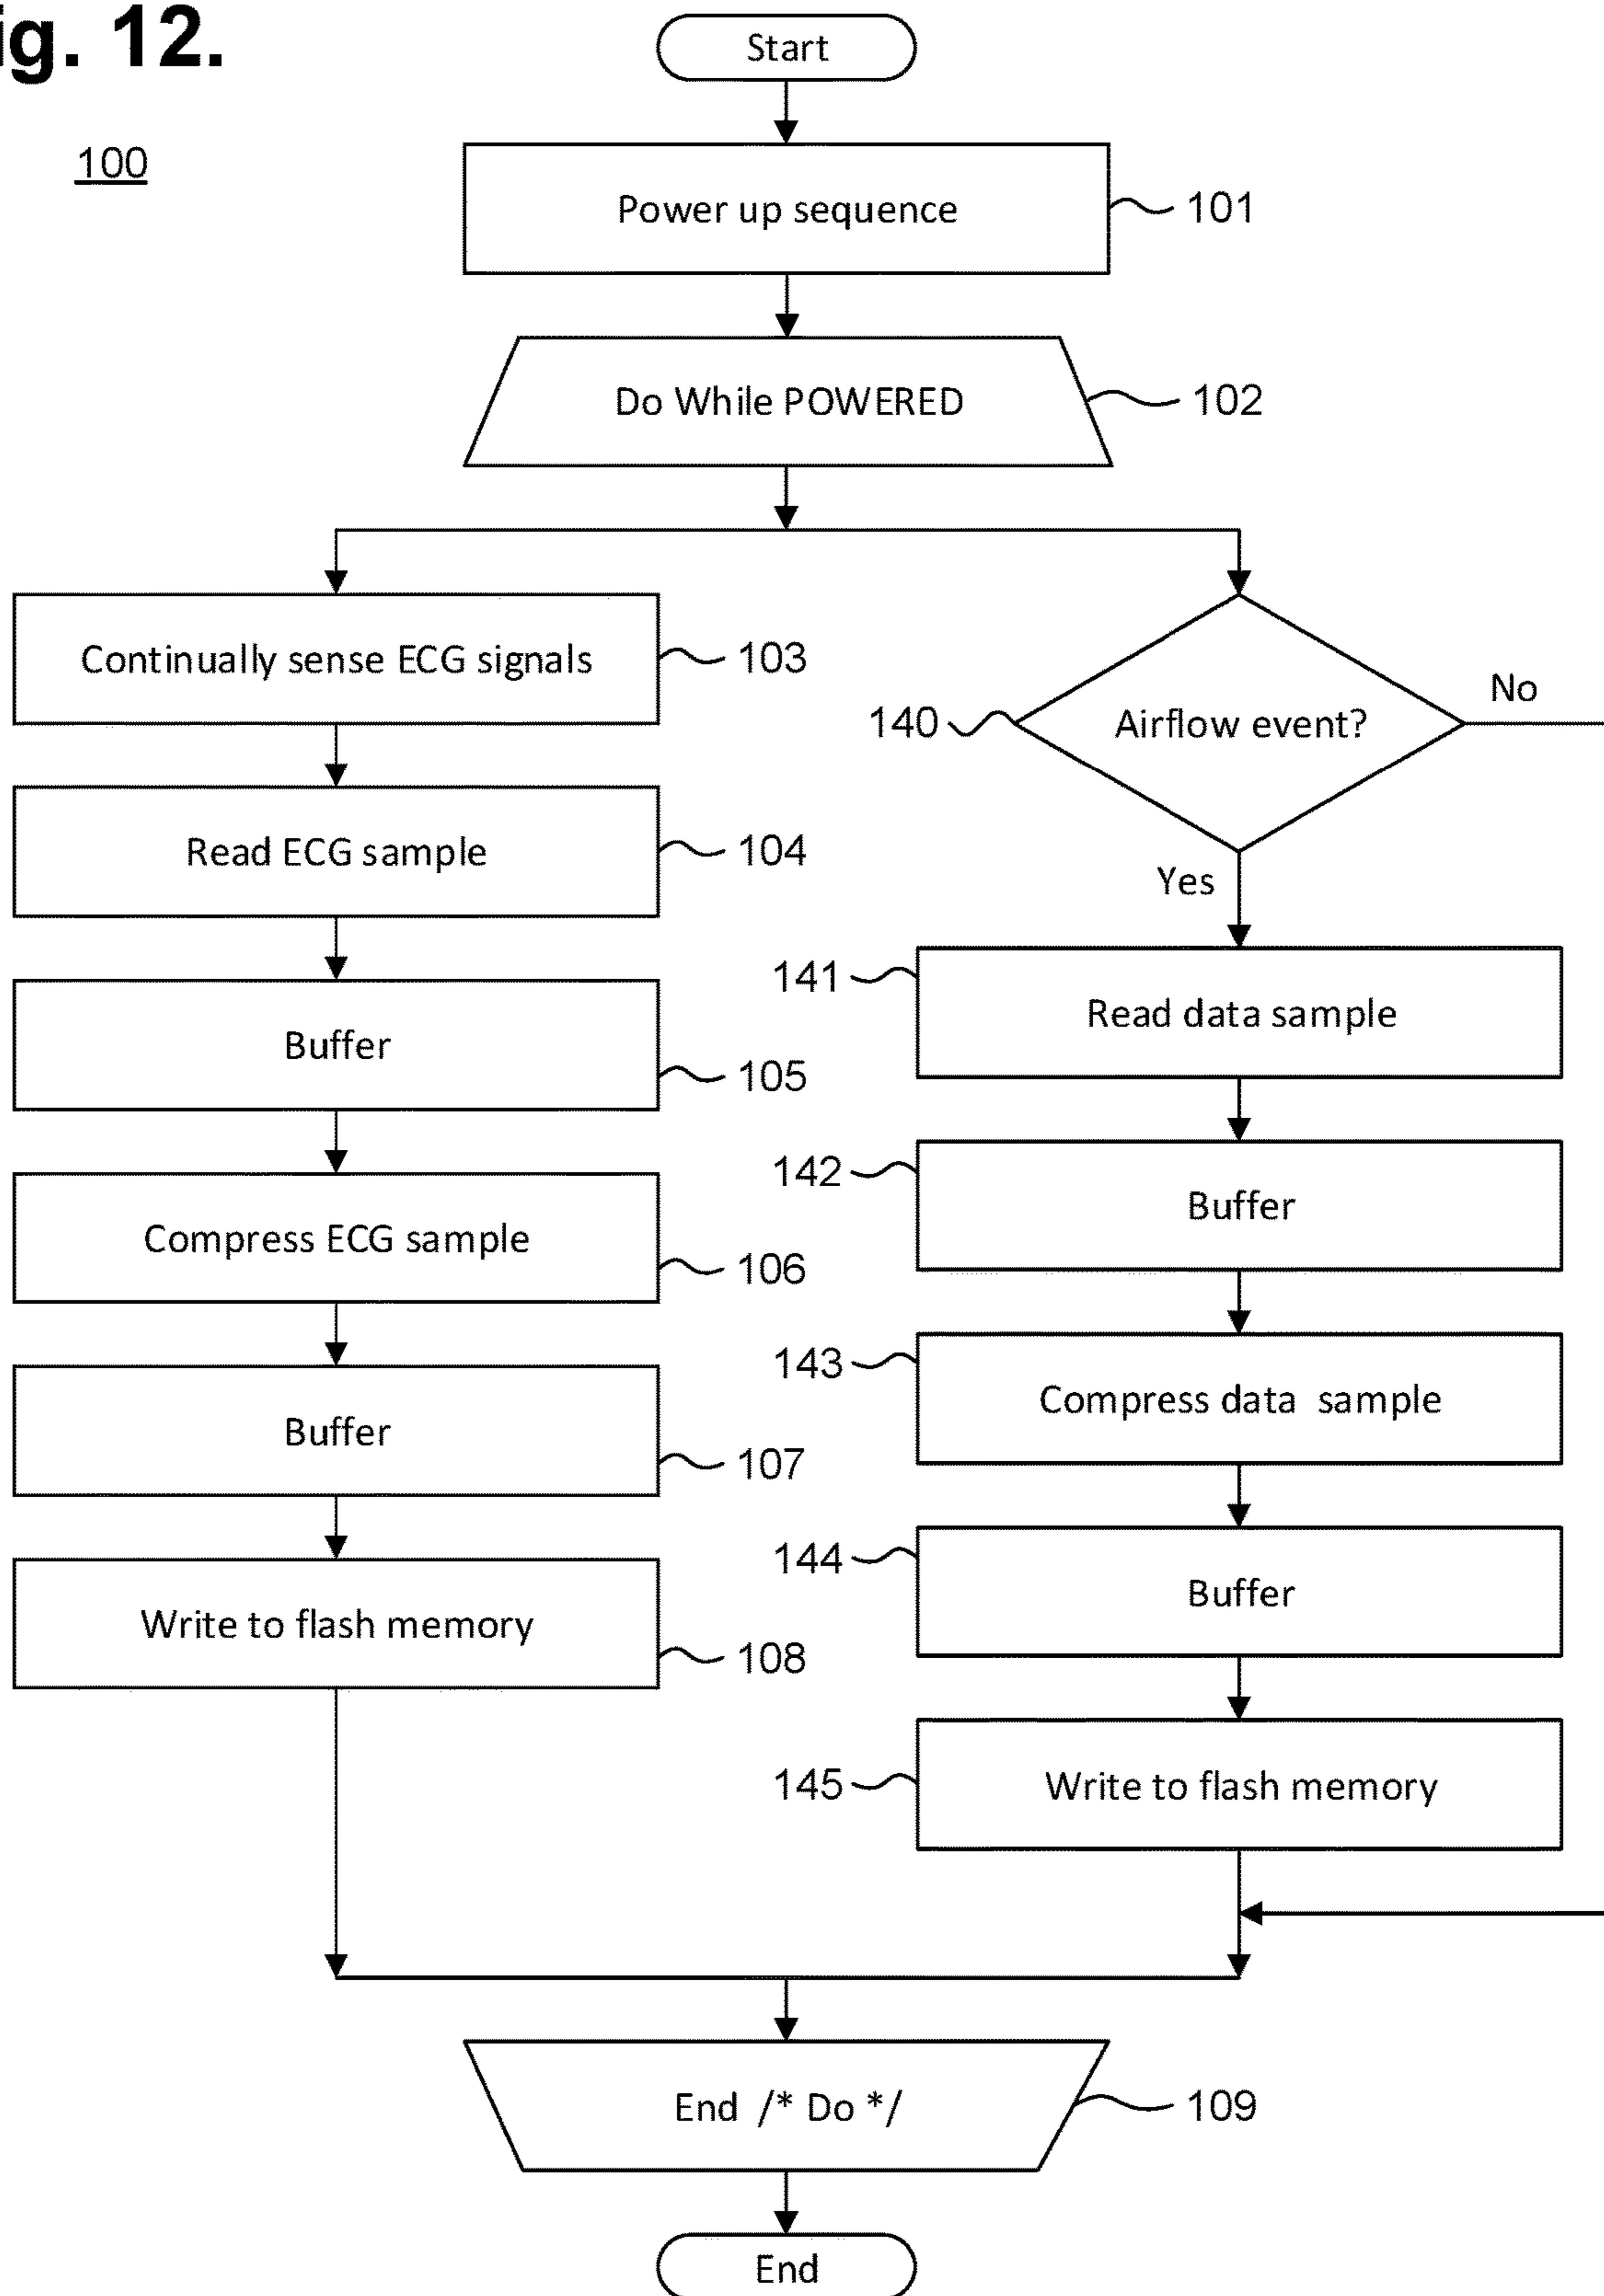 ig. 12.
Start
100
Power up sequence
101
Do While POWERED
102
Continually sense ECG signals
103
140
Airflow event?
No
Read ECG sample
104
Yes
141
Read data sample
Buffer
105
142
Buffer
Compress ECG sample
106
143
Compress data  sample
Buffer
107
144
Buffer
Write to flash memory
108
145
Write to flash memory
End  /* Do */
109
End